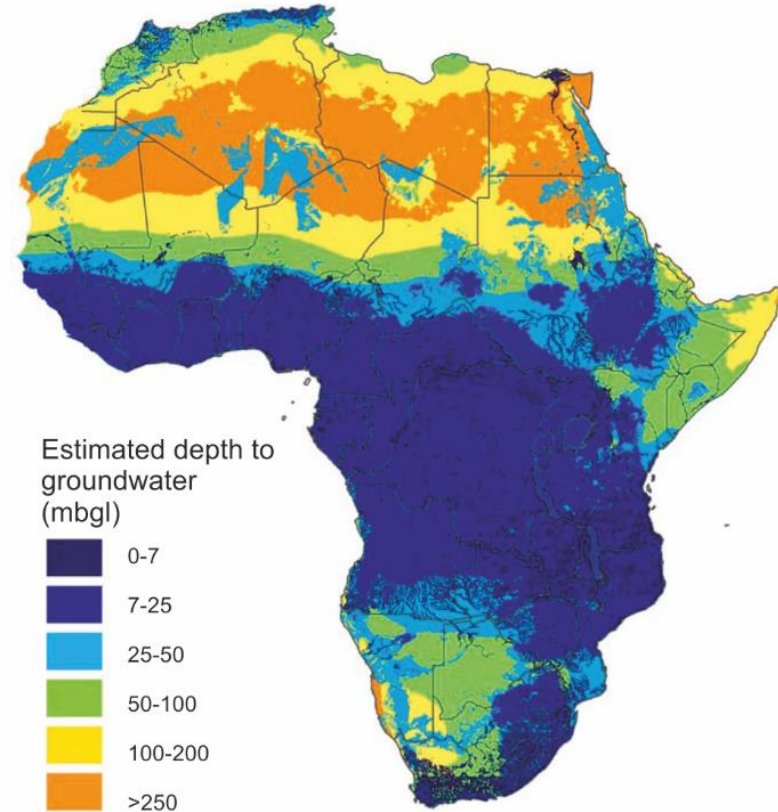 Estimated depth to
groundwater
(mbgl)
0-7
7-25
25-50
50-100
100-200
>250